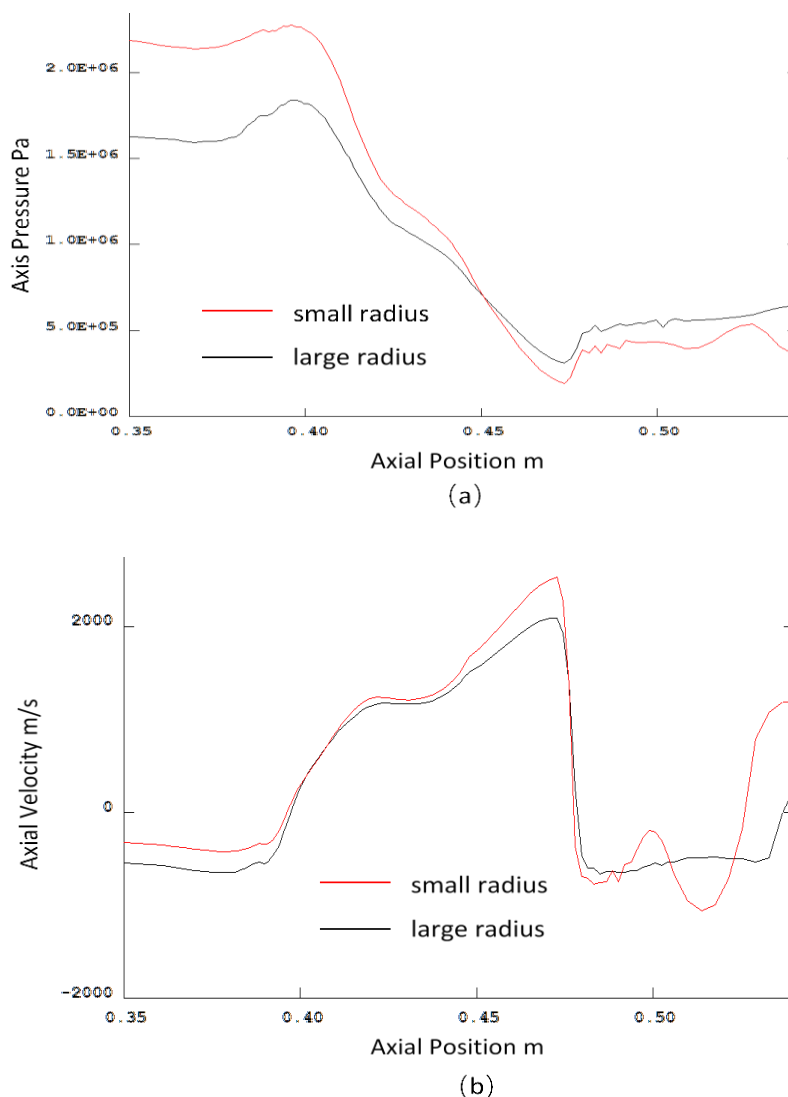 2.0E+06
1.5E+06
1.0E+06
5.0E+05
0.0E+00
Axis Pressure Pa
small radius
large radius
0.35
0.40
0.45
0.50
Axial Position m
(a)
2000
0
-2000
Axial Velocity m/s
small radius
large radius
0.35
0.40
0.45
0.50
Axial Position m
(b)